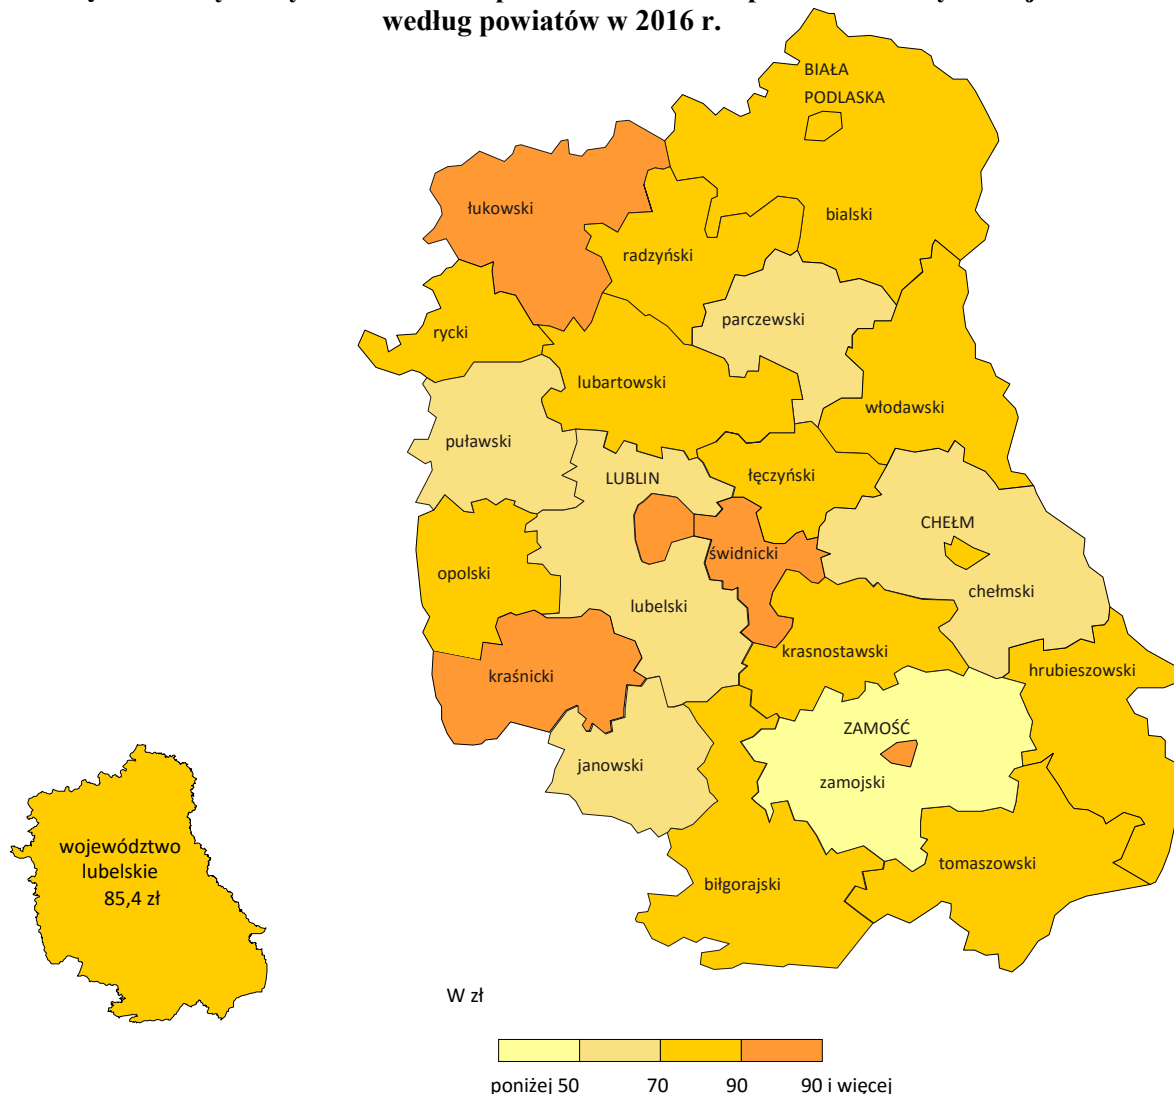 według powiatów w 2016 r.
BIAŁA
PODLASKA
łukowski
bialski
radzyński
parczewski
rycki
lubartowski
włodawski
puławski
LUBLIN
łęczyński
CHEŁM
świdnicki
opolski
chełmski
lubelski
krasnostawski
hrubieszowski
kraśnicki
ZAMOŚĆ
janowski
zamojski
województwo
lubelskie
85,4 zł
tomaszowski
biłgorajski
W zł
poniżej 50 70 90 90 i więcej